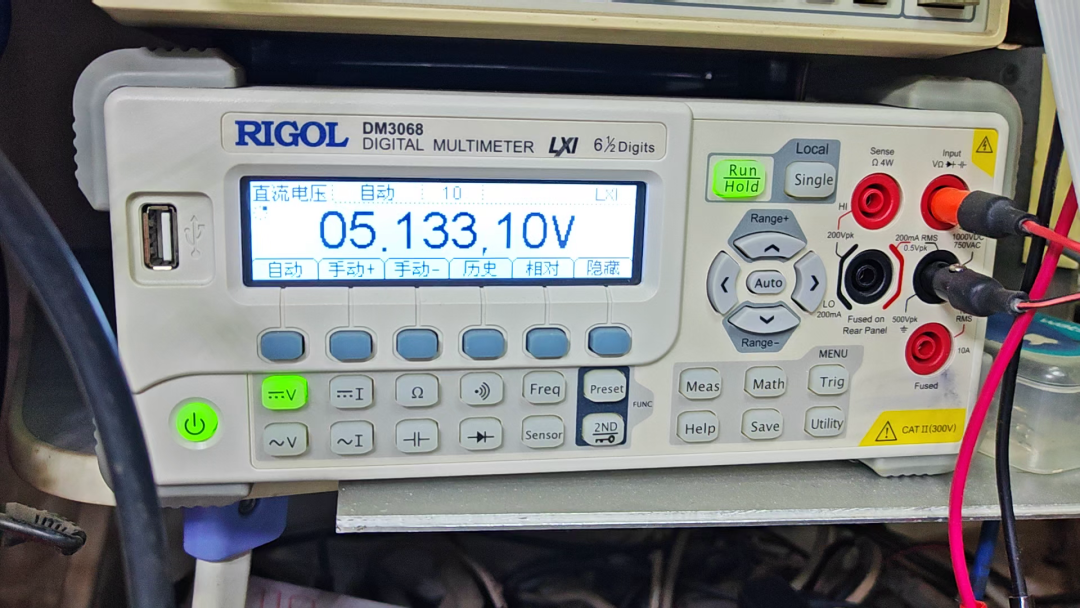 RIGOL DM3068
DIGITAL MULTIMETER LXI 6½Digits
直流电压 自动 10 LXI
05.133,10V
自动 手动+ 手动- 历史 相对 隐藏
⎓V ⎓I Ω Freq Preset
~V ~I Sensor 2ND
FUNC
Local
Run
Hold
Single
Range+
Auto
Range-
MENU
Meas Math Trig
Help Save Utility
Sense
Ω 4W
Input
VΩ
HI
200Vpk
200mA RMS
0.5Vpk
1000VDC
750VAC
LO
200mA
Fused on
Rear Panel
500Vpk
RMS
10A
Fused
CAT II(300V)